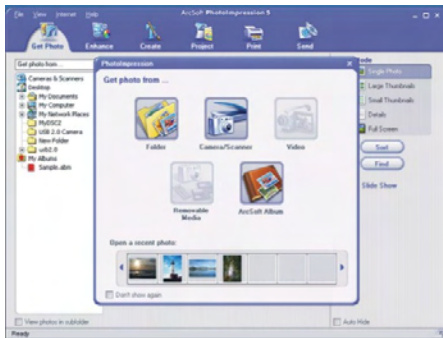 File View Internet Help
ArcSoft PhotoImpression 5
Get Photo
Enhance
Create
Project
Print
Send
Get photo from...
Cameras & Scanners
Desktop
My Documents
My Computer
My Network Places
MyDSC2
USB 2.0 Camera
New Folder
usb2.0
My Albums
Sample.abm
PhotoImpression
Get photo from ...
Folder
Camera/Scanner
Video
Removable
Media
ArcSoft Album
Open a recent photo:
Don't show again
Single Photo
Large Thumbnails
Small Thumbnails
Details
Full Screen
Sort
Find
Slide Show
View photos in subfolder
Auto Hide
Ready